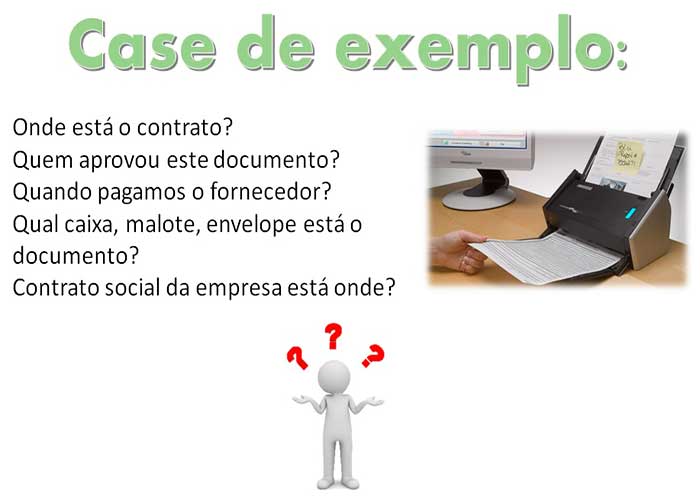 Case de exemplo:
Onde está o contrato?
Quem aprovou este documento?
Quando pagamos o fornecedor?
Qual caixa, malote, envelope está o
documento?
Contrato social da empresa está onde?
? ? ?